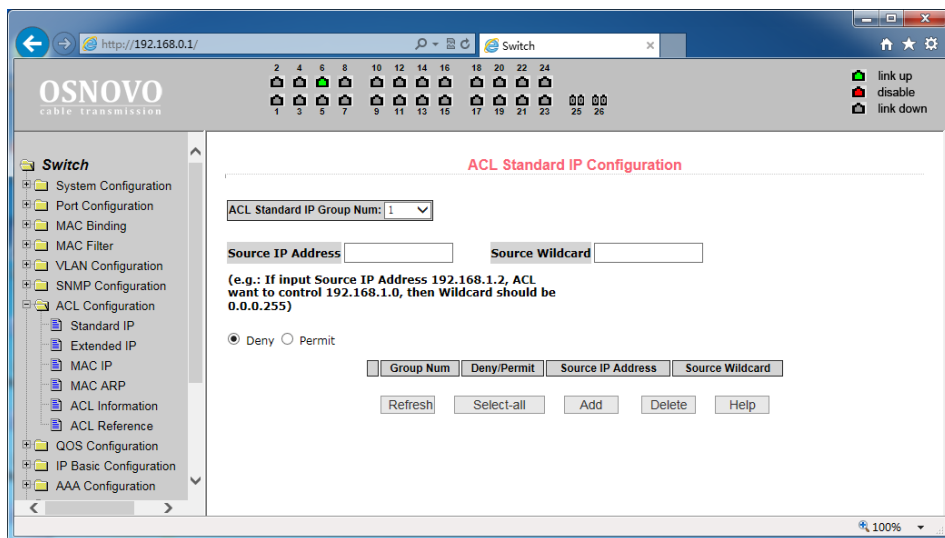 http://192.168.0.1/
Switch
OSNOVO
cable transmission
2 4 6 8 10 12 14 16 18 20 22 24
1 3 5 7 9 11 13 15 17 19 21 23 25 26
link up
disable
link down
Switch
System Configuration
Port Configuration
MAC Binding
MAC Filter
VLAN Configuration
SNMP Configuration
ACL Configuration
Standard IP
Extended IP
MAC IP
MAC ARP
ACL Information
ACL Reference
QOS Configuration
IP Basic Configuration
AAA Configuration
ACL Standard IP Configuration
ACL Standard IP Group Num: 1
Source IP Address Source Wildcard
(e.g.: If input Source IP Address 192.168.1.2, ACL
want to control 192.168.1.0, then Wildcard should be
0.0.0.255)
Deny Permit
Group Num Deny/Permit Source IP Address Source Wildcard
Refresh Select-all Add Delete Help
100%